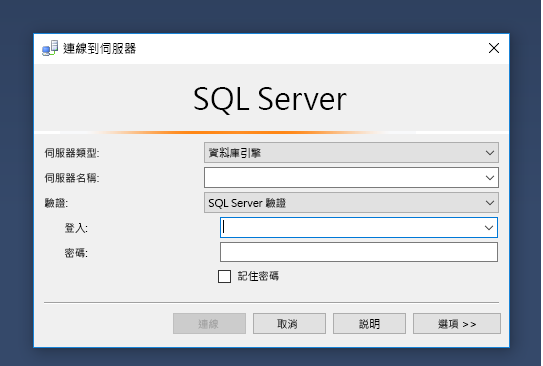 連線到伺服器
SQL Server
伺服器類型:
資料庫引擎
伺服器名稱:
驗證:
SQL Server 驗證
登入:
密碼:
記住密碼
連線
取消
說明
選項 >>